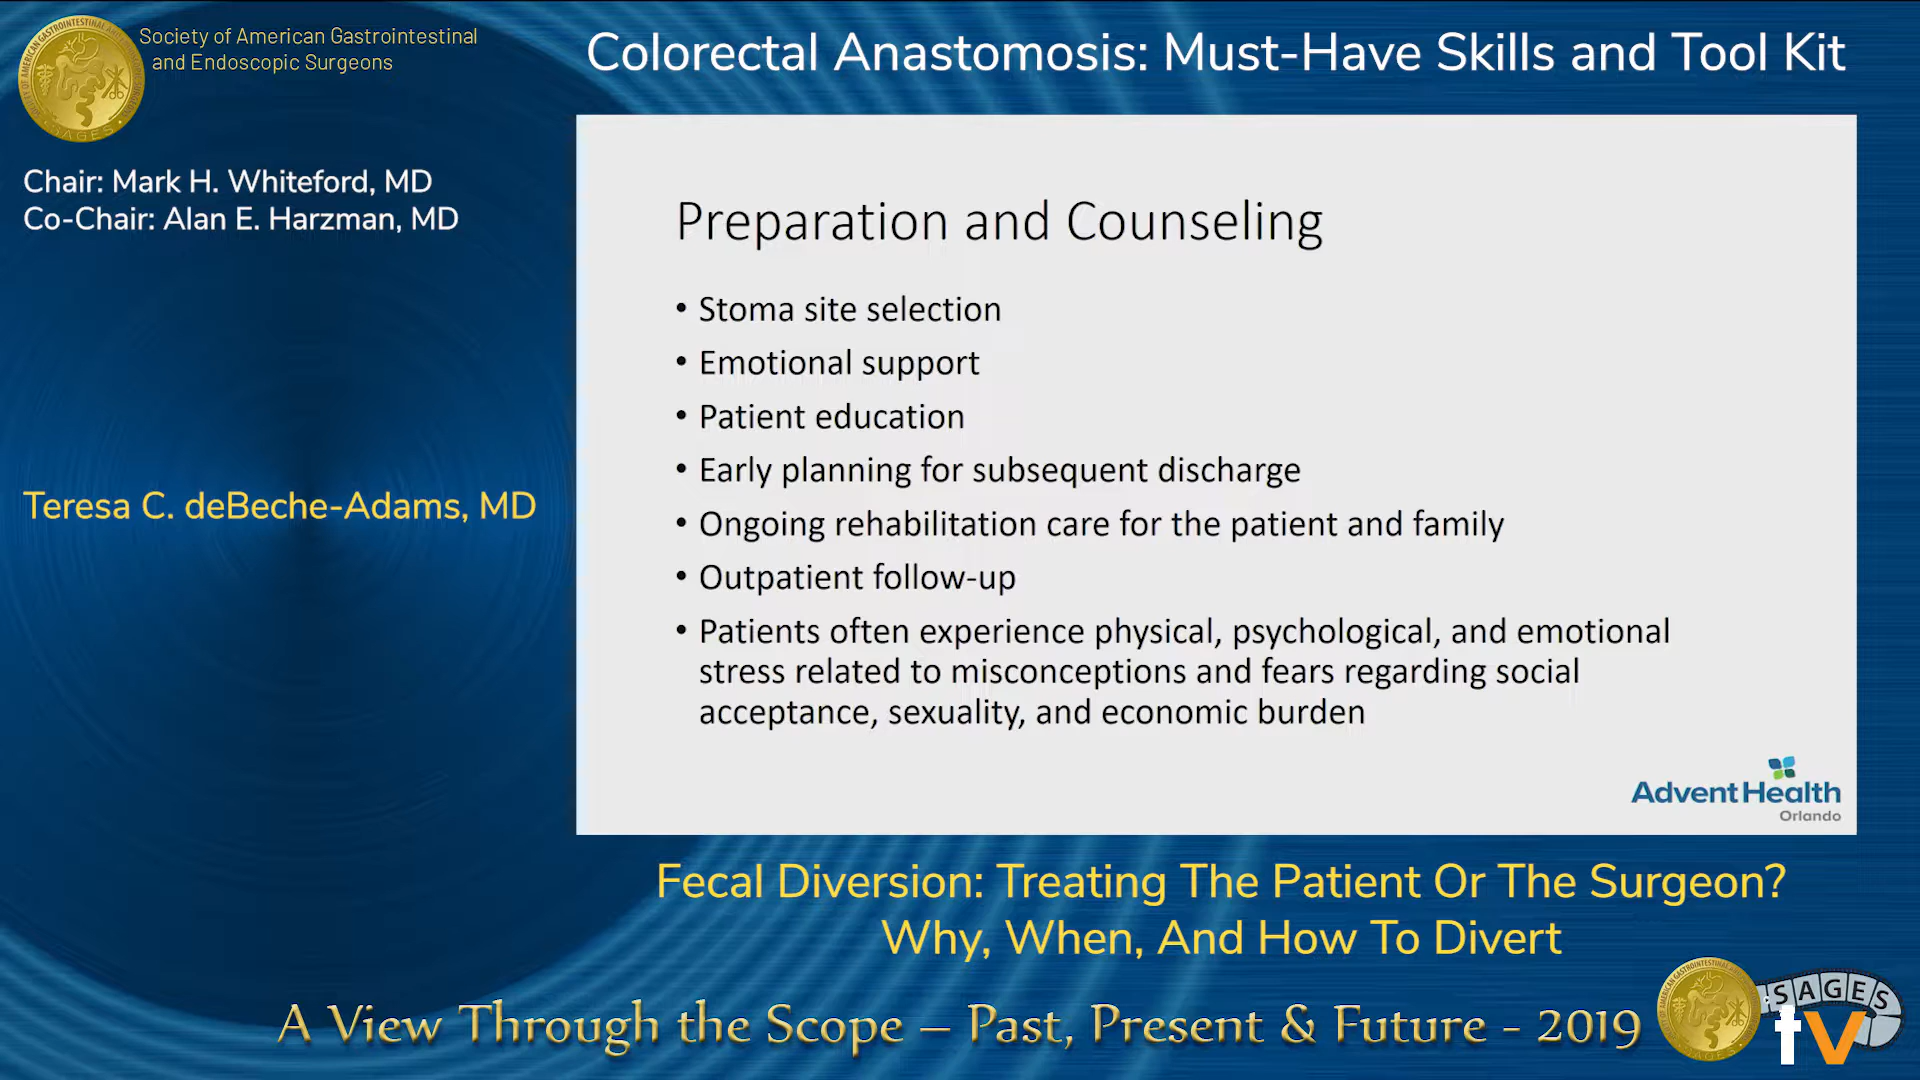 Society of American Gastrointestinal
and Endoscopic Surgeons
Colorectal Anastomosis: Must-Have Skills and Tool Kit
Chair: Mark H. Whiteford, MD
Co-Chair: Alan E. Harzman, MD
Teresa C. deBeche-Adams, MD
Preparation and Counseling
• Stoma site selection
• Emotional support
• Patient education
• Early planning for subsequent discharge
• Ongoing rehabilitation care for the patient and family
• Outpatient follow-up
• Patients often experience physical, psychological, and emotional
stress related to misconceptions and fears regarding social
acceptance, sexuality, and economic burden
AdventHealth
Orlando
Fecal Diversion: Treating The Patient Or The Surgeon?
Why, When, And How To Divert
A View Through the Scope – Past, Present & Future - 2019
SAGES
tv